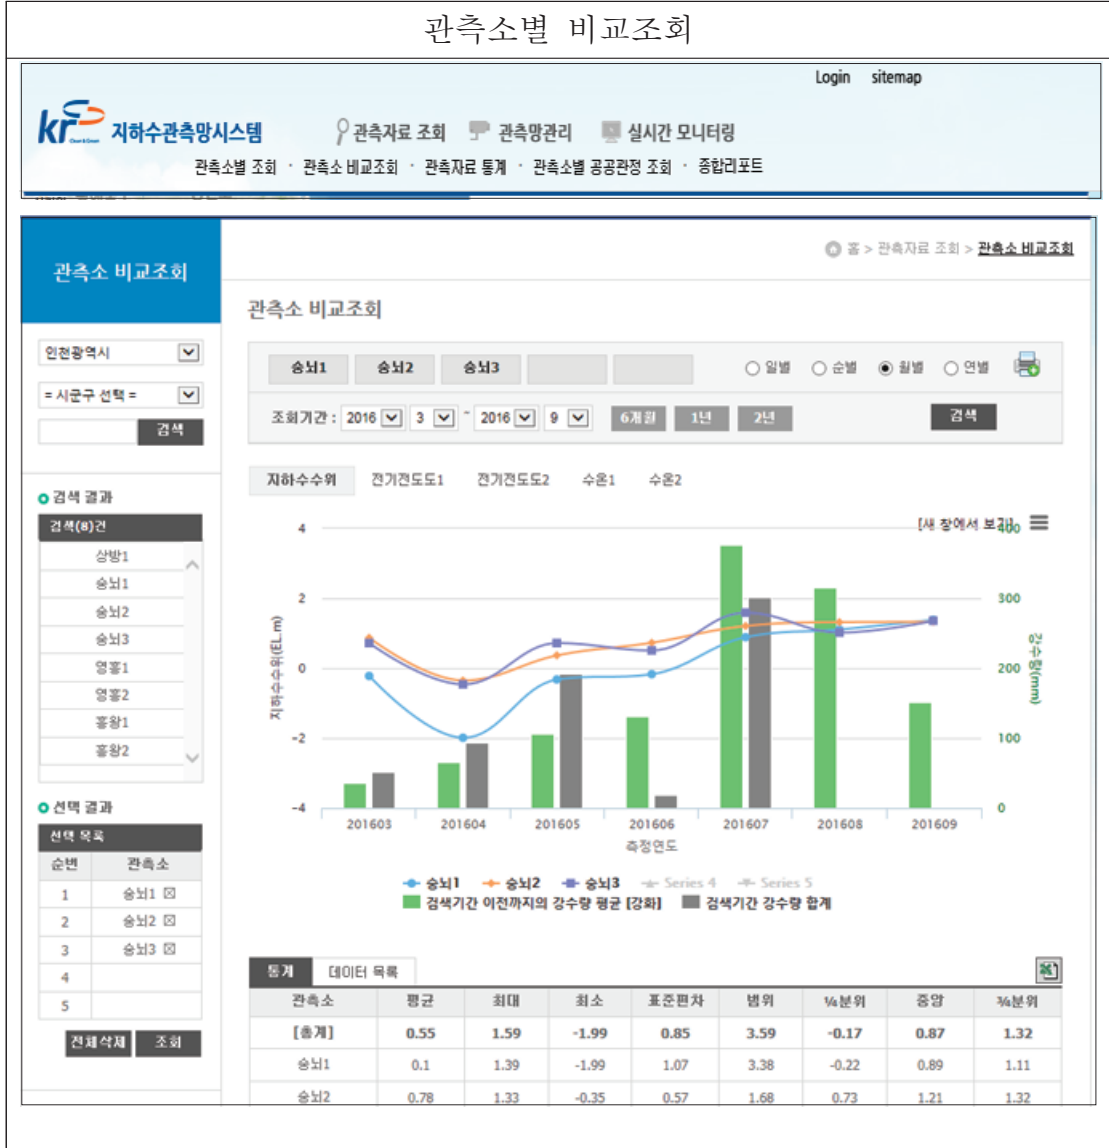 관측소별 비교조회
Login sitemap
kr 지하수관측망시스템 관측자료 조회 관측망관리 실시간 모니터링
관측소별 조회 · 관측소 비교조회 · 관측자료 통계 · 관측소별 공공관정 조회 · 종합리포트
홈 > 관측자료 조회 > 관측소 비교조회
관측소 비교조회
관측소 비교조회
인천광역시
= 시군구 선택 =
검색
숭뇌1 숭뇌2 숭뇌3 일별 순별 월별 연별
조회기간 : 2016 3 ~ 2016 9 6개월 1년 2년 검색
검색 결과
검색(8)건
상방1
숭뇌1
숭뇌2
숭뇌3
영흥1
영흥2
흥왕1
흥왕2
선택 결과
선택 목록
순번 관측소
1 숭뇌1
2 숭뇌2
3 숭뇌3
4
5
전체삭제 조회
지하수수위 전기전도도1 전기전도도2 수온1 수온2
[새 창에서 보기]
4 400
2 300
0 200
-2 100
-4 0
지하수수위(EL.m)
강수량(mm)
201603 201604 201605 201606 201607 201608 201609
측정연도
숭뇌1 숭뇌2 숭뇌3 Series 4 Series 5
검색기간 이전까지의 강수량 평균 [강화] 검색기간 강수량 합계
통계 데이터 목록
관측소 평균 최대 최소 표준편차 범위 ¼분위 중앙 ¾분위
[총계] 0.55 1.59 -1.99 0.85 3.59 -0.17 0.87 1.32
숭뇌1 0.1 1.39 -1.99 1.07 3.38 -0.22 0.89 1.11
숭뇌2 0.78 1.33 -0.35 0.57 1.68 0.73 1.21 1.32